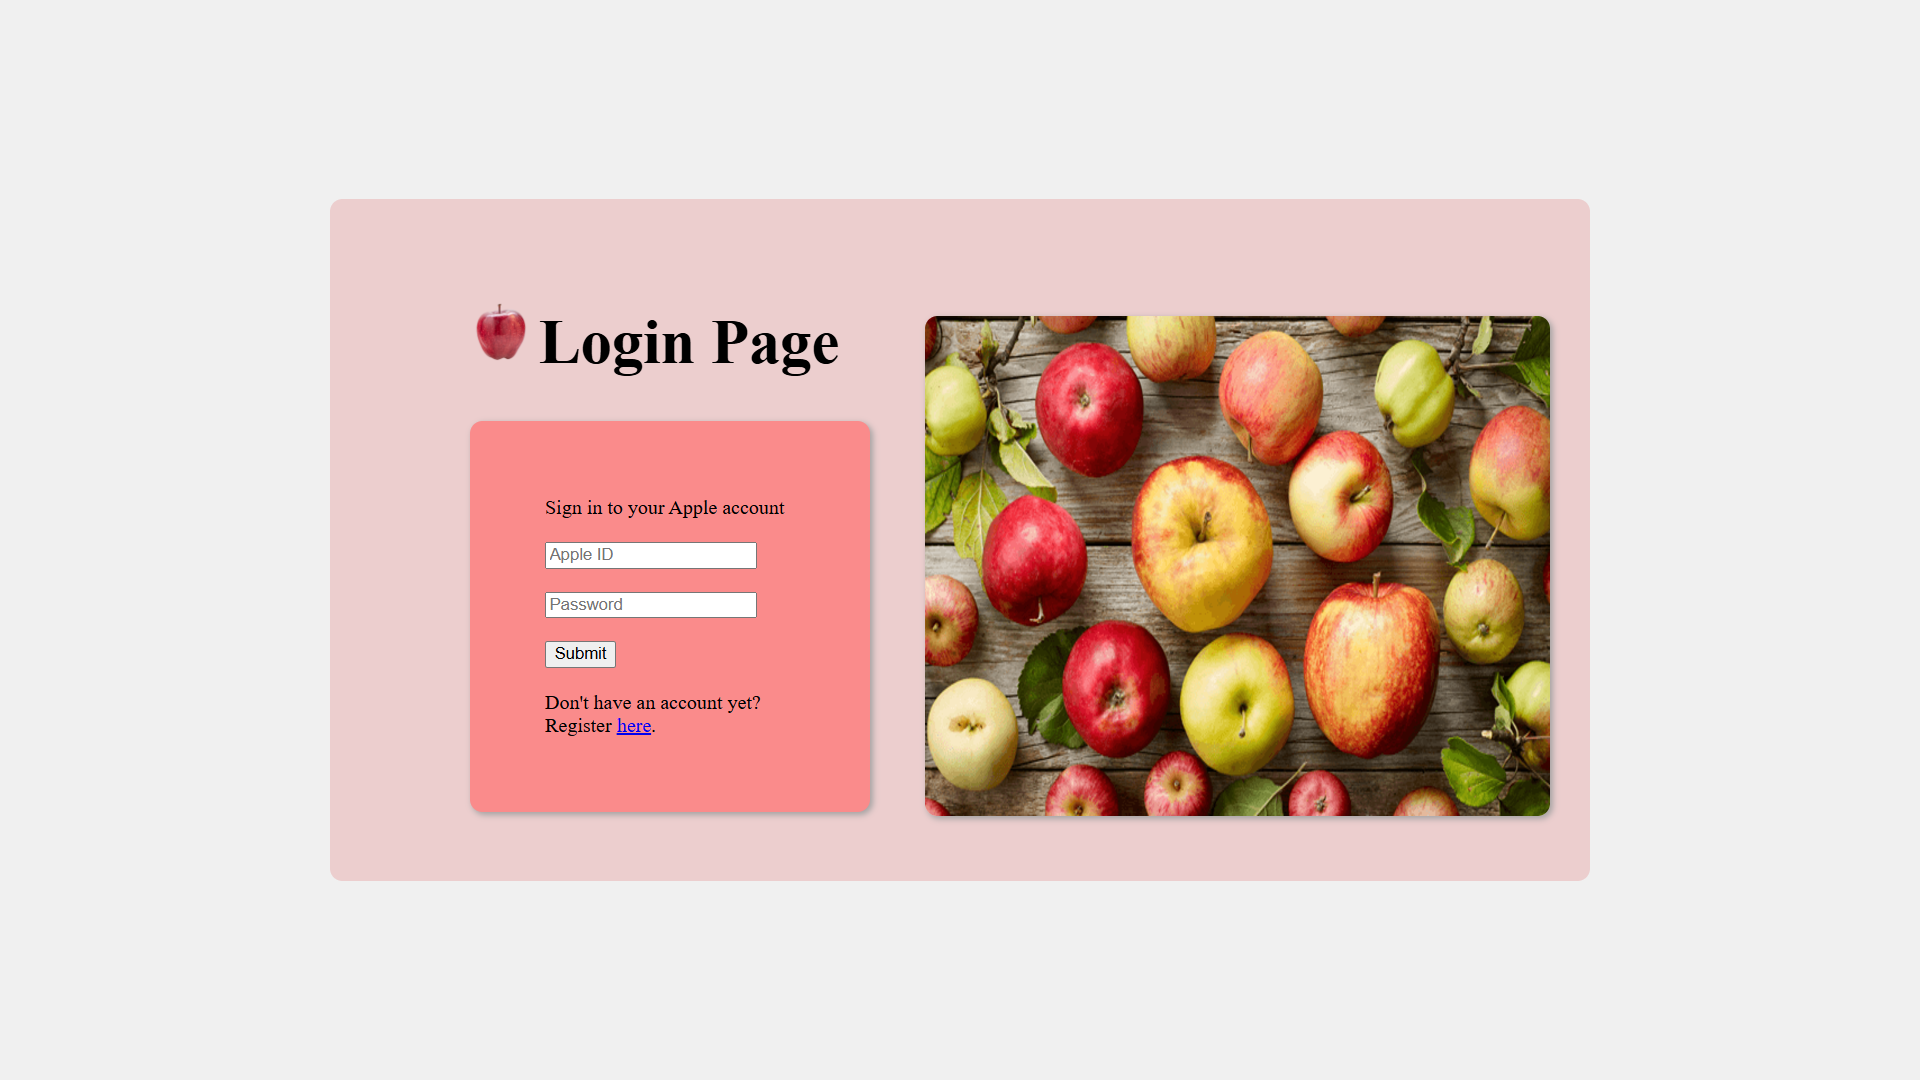 Login Page
Sign in to your Apple account
Apple ID
Password
Submit
Don't have an account yet?
Register here.